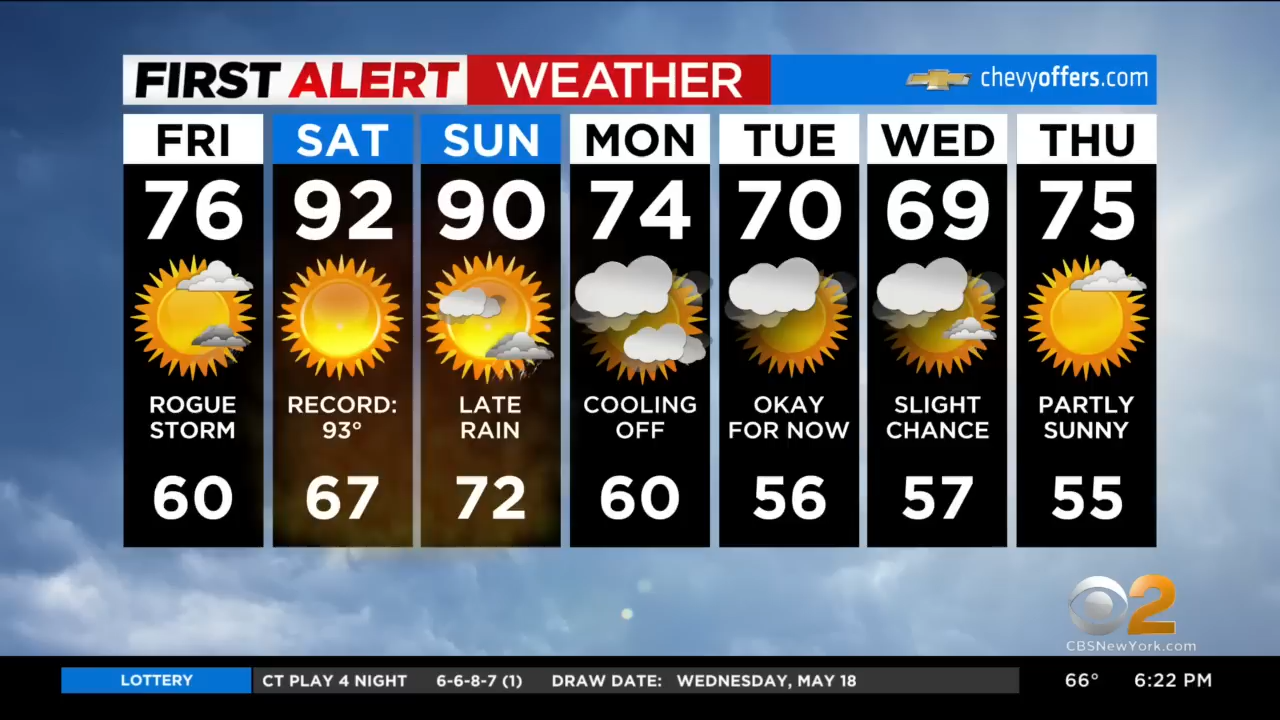 FIRST ALERT WEATHER
chevyoffers.com
FRI SAT SUN MON TUE WED THU
76 92 90 74 70 69 75
ROGUE STORM
RECORD: 93°
LATE RAIN
COOLING OFF
OKAY FOR NOW
SLIGHT CHANCE
PARTLY SUNNY
60 67 72 60 56 57 55
2
CBSNewYork.com
LOTTERY CT PLAY 4 NIGHT 6-6-8-7 (1) DRAW DATE: WEDNESDAY, MAY 18 66° 6:22 PM